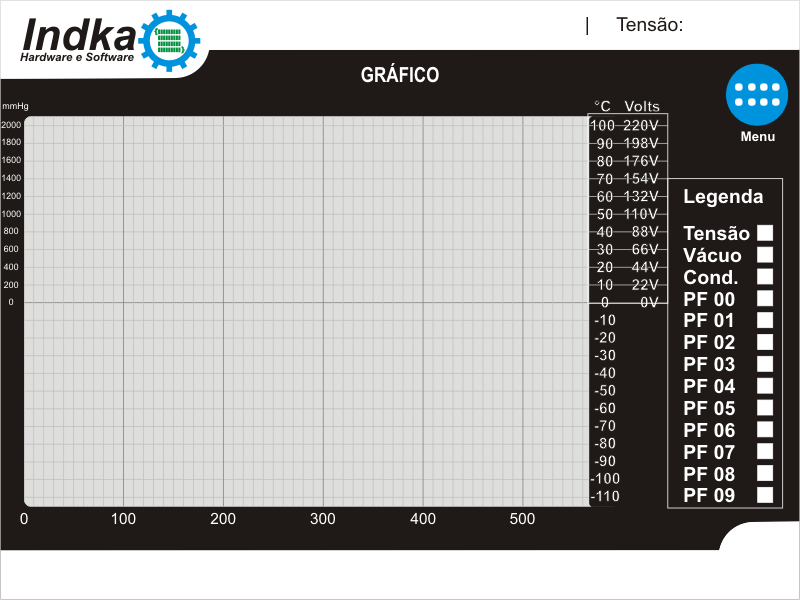 Indka
Hardware e Software
| Tensão:
GRÁFICO
Menu
mmHg
2000
1800
1600
1400
1200
1000
800
600
400
200
0
°C Volts
100 220V
90 198V
80 176V
70 154V
60 132V
50 110V
40 88V
30 66V
20 44V
10 22V
0 0V
-10
-20
-30
-40
-50
-60
-70
-80
-90
-100
-110
Legenda
Tensão
Vácuo
Cond.
PF 00
PF 01
PF 02
PF 03
PF 04
PF 05
PF 06
PF 07
PF 08
PF 09
0 100 200 300 400 500